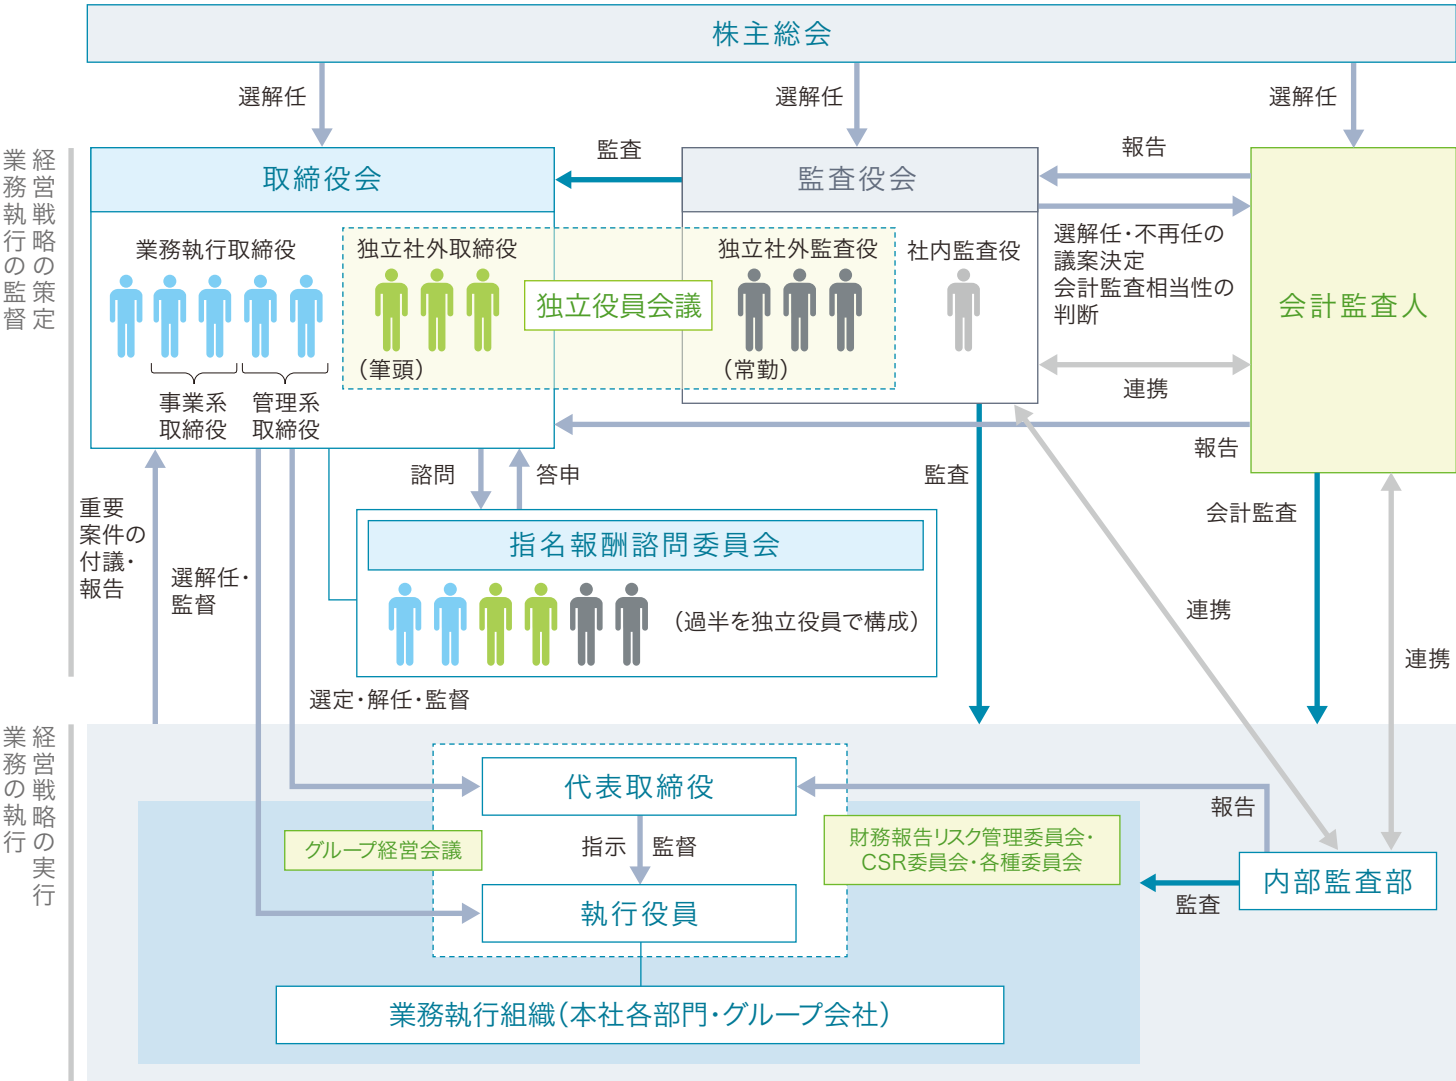 株主総会
選解任
選解任
選解任
経営戦略の策定
業務執行の監督
取締役会
監査
監査役会
報告
業務執行取締役
独立社外取締役
独立社外監査役
社内監査役
選解任・不再任の
議案決定
会計監査相当性の
判断
会計監査人
独立役員会議
（筆頭）
（常勤）
連携
事業系
取締役
管理系
取締役
報告
諮問
答申
監査
会計監査
重要
案件の
付議・
報告
選解任・
監督
指名報酬諮問委員会
（過半を独立役員で構成）
連携
連携
選定・解任・監督
経営戦略の実行
業務の執行
代表取締役
報告
グループ経営会議
指示
監督
財務報告リスク管理委員会・
CSR委員会・各種委員会
内部監査部
監査
執行役員
業務執行組織（本社各部門・グループ会社）